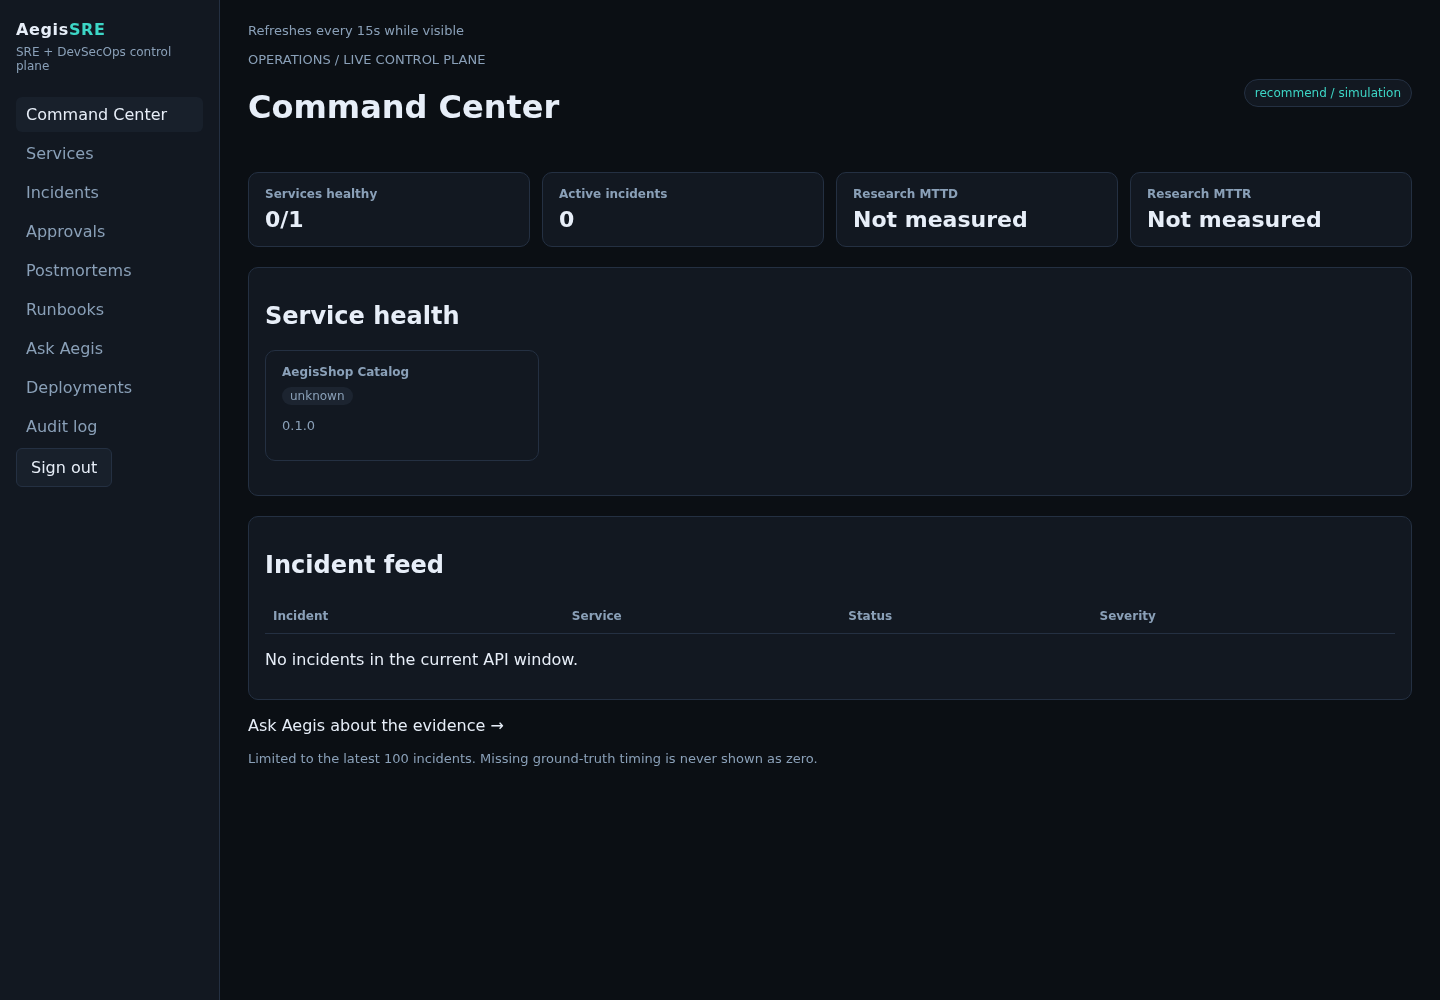 AegisSRE
SRE + DevSecOps control
plane
Command Center
Services
Incidents
Approvals
Postmortems
Runbooks
Ask Aegis
Deployments
Audit log
Sign out
Refreshes every 15s while visible
OPERATIONS / LIVE CONTROL PLANE
Command Center
recommend / simulation
Services healthy
0/1
Active incidents
0
Research MTTD
Not measured
Research MTTR
Not measured
Service health
AegisShop Catalog
unknown
0.1.0
Incident feed
Incident Service Status Severity
No incidents in the current API window.
Ask Aegis about the evidence →
Limited to the latest 100 incidents. Missing ground-truth timing is never shown as zero.